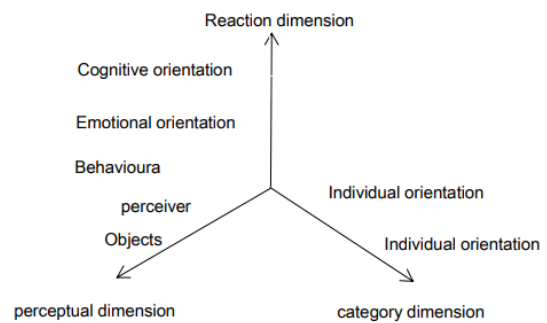 Reaction dimension
Cognitive orientation
Emotional orientation
Behavioura
perceiver
Individual orientation
Objects
Individual orientation
perceptual dimension
category dimension